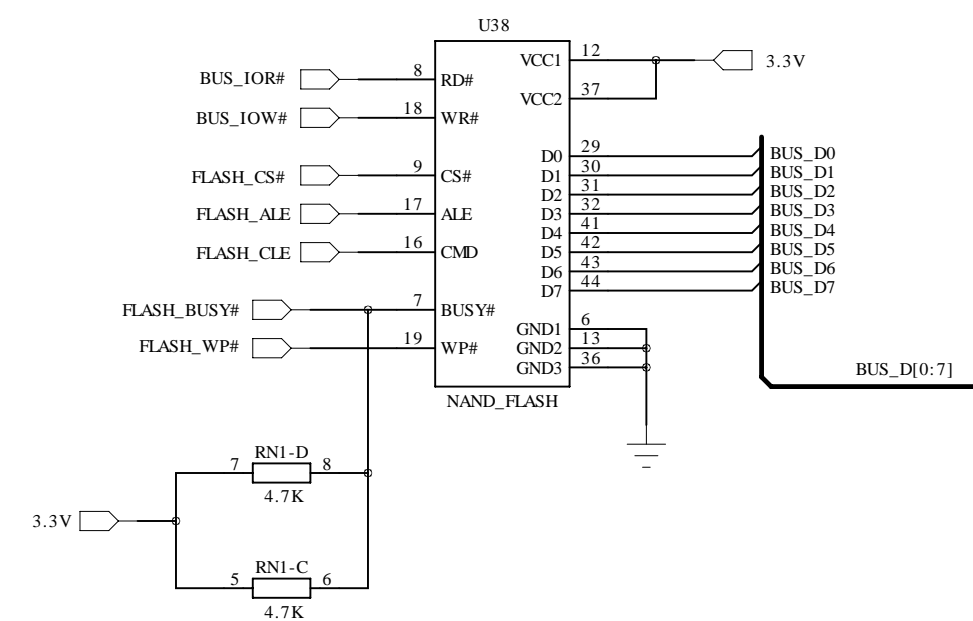 U38
BUS_IOR# 8 RD# VCC1 12 3.3V
VCC2 37
BUS_IOW# 18 WR#
D0 29 BUS_D0
FLASH_CS# 9 CS# D1 30 BUS_D1
D2 31 BUS_D2
FLASH_ALE 17 ALE D3 32 BUS_D3
D4 41 BUS_D4
FLASH_CLE 16 CMD D5 42 BUS_D5
D6 43 BUS_D6
D7 44 BUS_D7
FLASH_BUSY# 7 BUSY#
GND1 6
FLASH_WP# 19 WP# GND2 13
GND3 36 BUS_D[0:7]
NAND_FLASH
RN1-D
7 8
4.7K
3.3V
RN1-C
5 6
4.7K